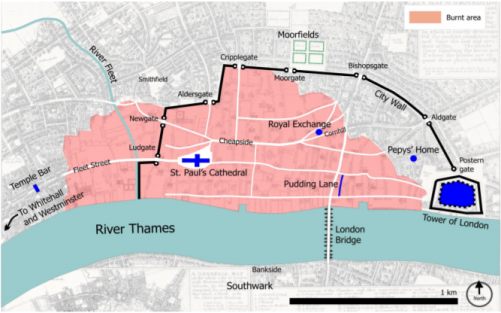 Burnt area
Moorfields
Cripplegate
Bishopsgate
River Fleet
Moorgate
Smithfield
City Wall
Aldersgate
Newgate
Royal Exchange
Cornhill
Aldgate
Cheapside
Ludgate
Pepys' Home
Postern
gate
Temple Bar
Fleet Street
St. Paul's Cathedral
Pudding Lane
To Whitehall
and Westminster
Tower of London
River Thames
London
Bridge
Bankside
Southwark
1 km
North